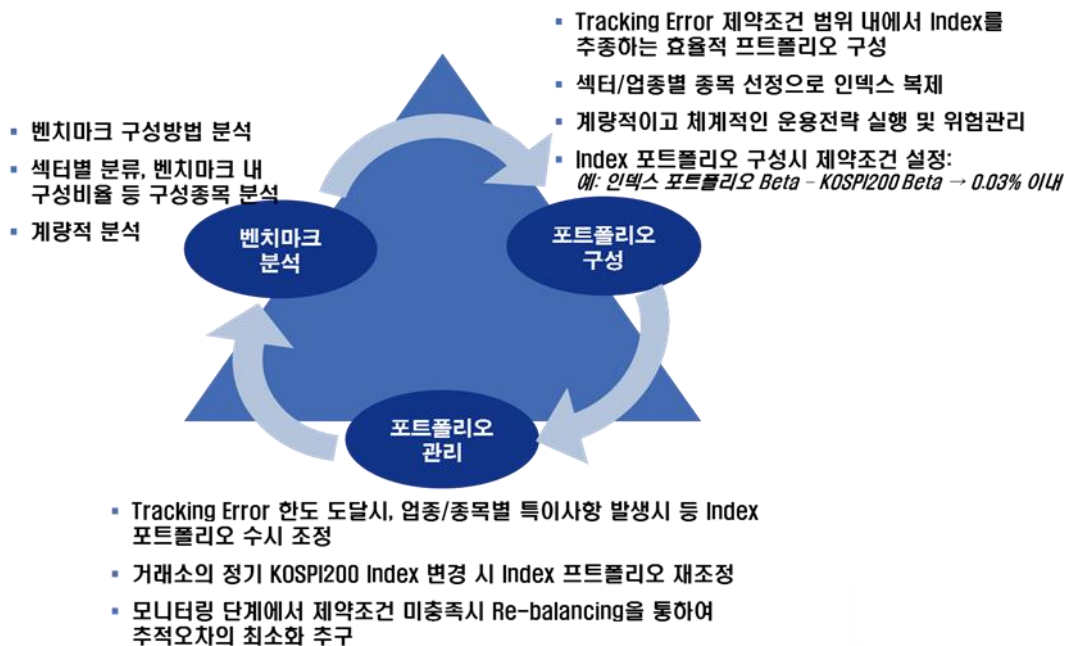 ▪ Tracking Error 제약조건 범위 내에서 Index를
추종하는 효율적 프트폴리오 구성
▪ 섹터/업종별 종목 선정으로 인덱스 복제
▪ 계량적이고 체계적인 운용전략 실행 및 위험관리
▪ Index 포트폴리오 구성시 제약조건 설정:
예: 인덱스 포트폴리오 Beta - KOSPI200 Beta → 0.03% 이내
▪ 벤치마크 구성방법 분석
▪ 섹터별 분류, 벤치마크 내
구성비율 등 구성종목 분석
▪ 계량적 분석
벤치마크
분석
포트폴리오
구성
포트폴리오
관리
▪ Tracking Error 한도 도달시, 업종/종목별 특이사항 발생시 등 Index
포트폴리오 수시 조정
▪ 거래소의 정기 KOSPI200 Index 변경 시 Index 프트폴리오 재조정
▪ 모니터링 단계에서 제약조건 미충족시 Re-balancing을 통하여
추적오차의 최소화 추구